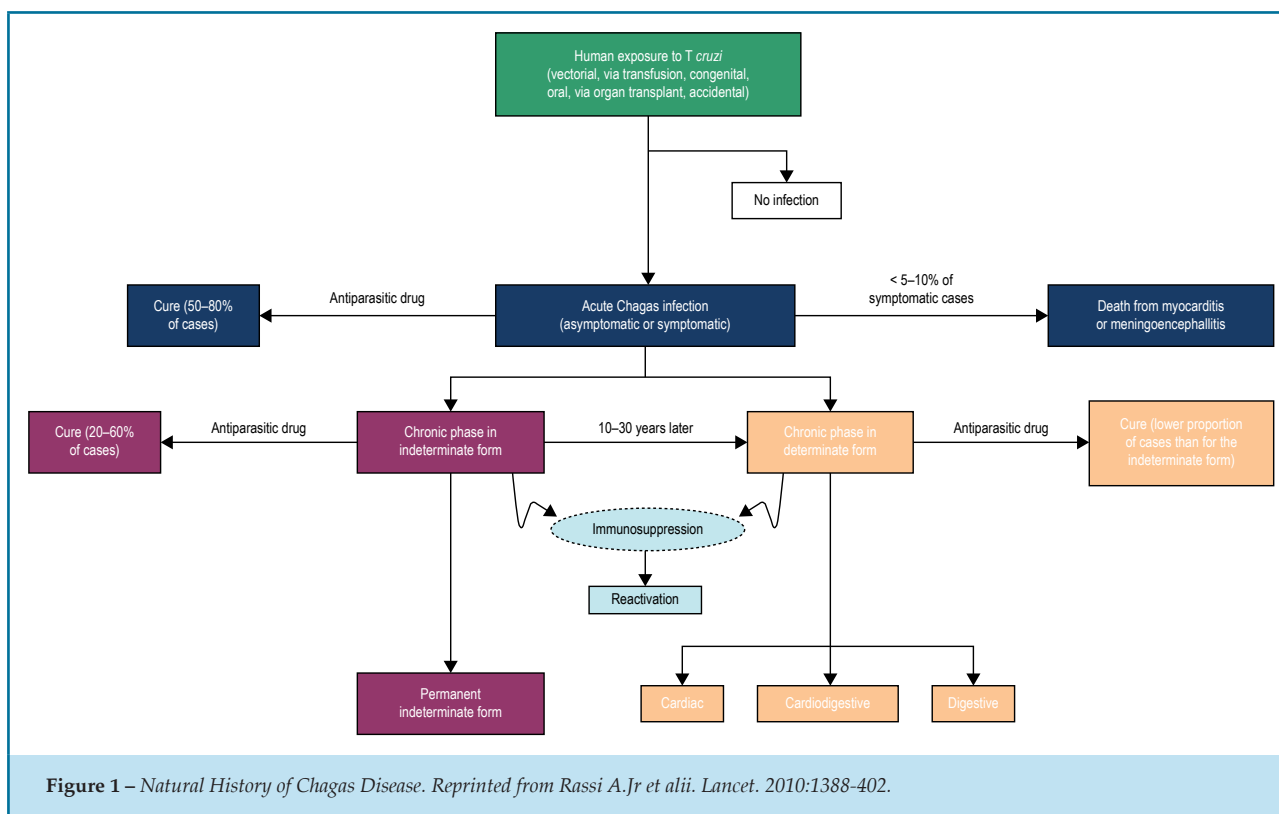 Human exposure to T cruzi
(vectorial, via transfusion, congenital,
oral, via organ transplant, accidental)
No infection
Cure (50–80%
of cases)
Antiparasitic drug
Acute Chagas infection
(asymptomatic or symptomatic)
< 5–10% of
symptomatic cases
Death from myocarditis
or meningoencephallitis
Cure (20–60%
of cases)
Antiparasitic drug
Chronic phase in
indeterminate form
10–30 years later
Chronic phase in
determinate form
Antiparasitic drug
Cure (lower proportion
of cases than for the
indeterminate form)
Immunosuppression
Reactivation
Permanent
indeterminate form
Cardiac
Cardiodigestive
Digestive
Figure 1 – Natural History of Chagas Disease. Reprinted from Rassi A.Jr et alii. Lancet. 2010:1388-402.